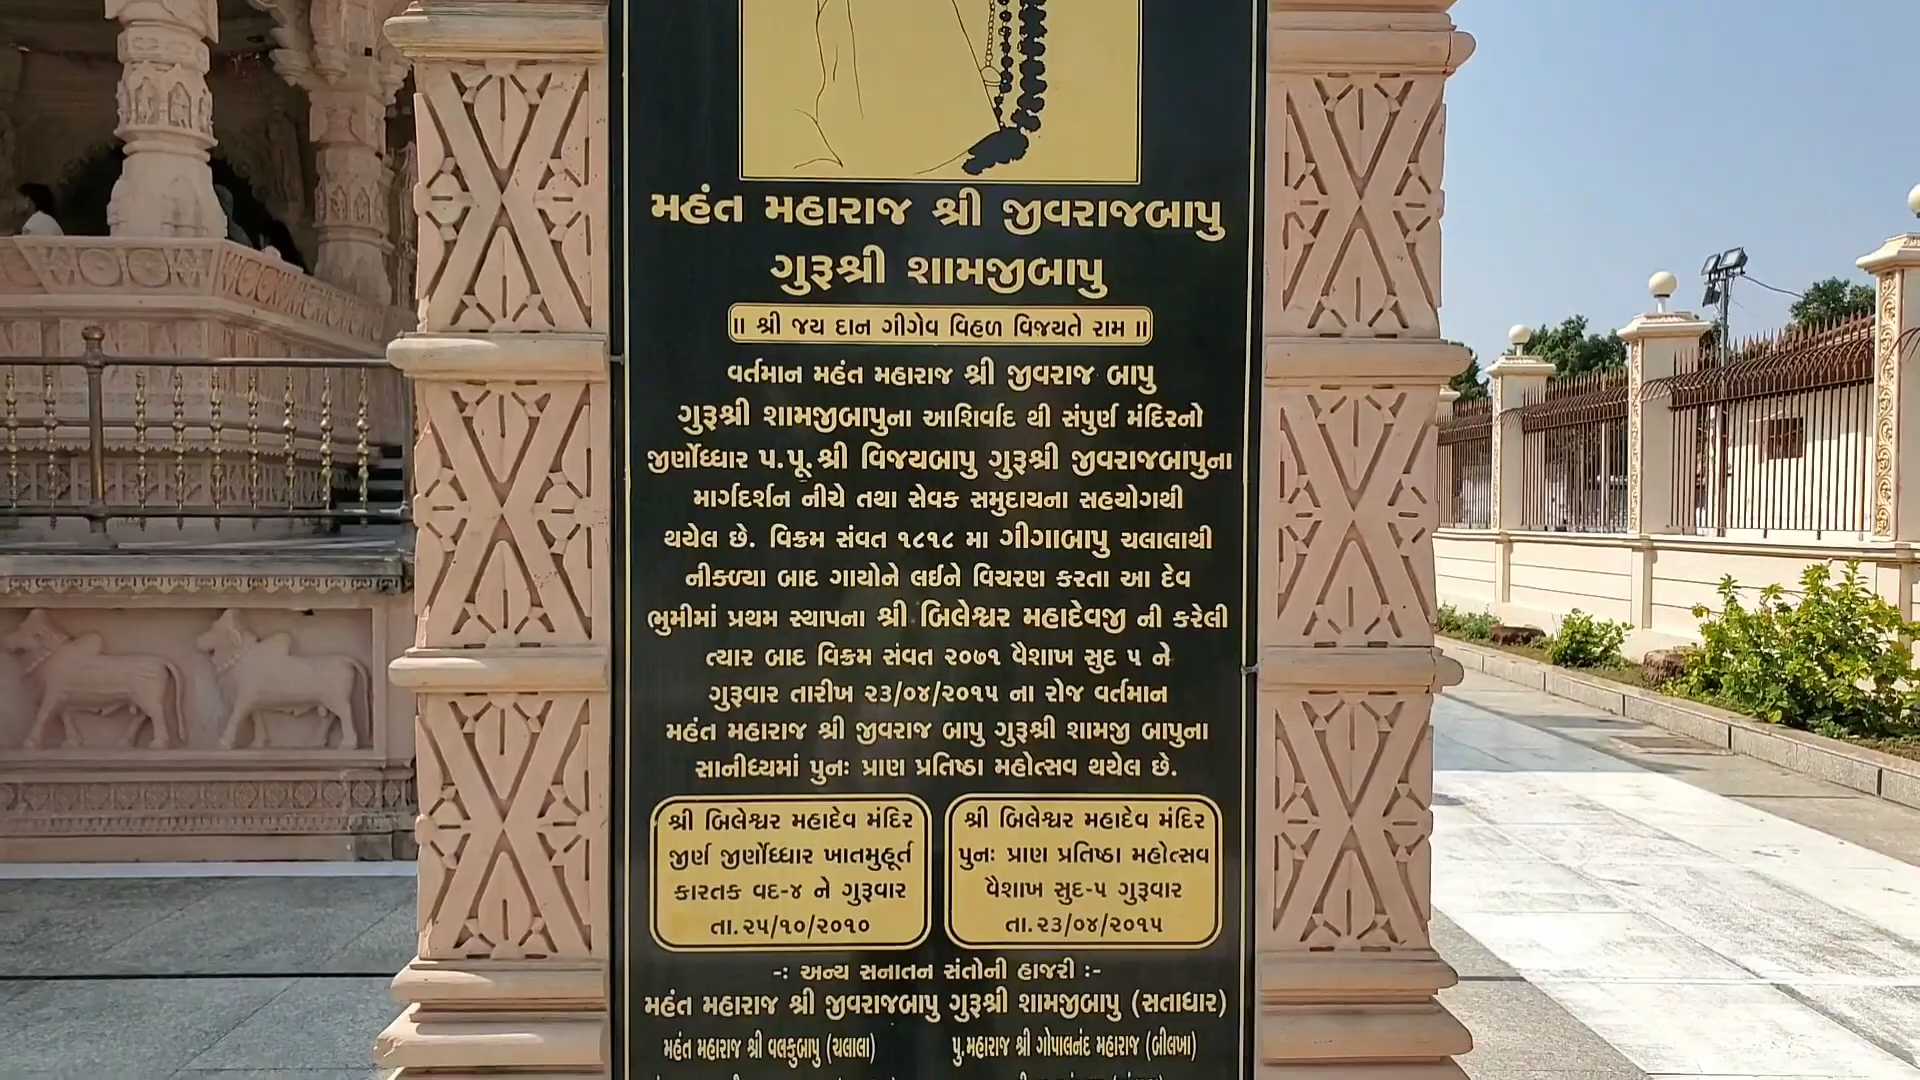 મહંત મહારાજ શ્રી જીવરાજબાપુ
ગુરૂશ્રી શામજીબાપુ
॥ શ્રી જય દાન ગીગેવ વિહળ વિજયતે રામ ॥
વર્તમાન મહંત મહારાજ શ્રી જીવરાજ બાપુ
ગુરૂશ્રી શામજીબાપુના આશિર્વાદ થી સંપુર્ણ મંદિરનો
જીર્ણોધ્ધાર પ.પૂ.શ્રી વિજયબાપુ ગુરૂશ્રી જીવરાજબાપુના
માર્ગદર્શન નીચે તથા સેવક સમુદાયના સહયોગથી
થયેલ છે. વિક્રમ સંવત ૧૮૧૮ મા ગીગાબાપુ ચલાલાથી
નીકળ્યા બાદ ગાયોને લઈને વિચરણ કરતા આ દેવ
ભુમીમાં પ્રથમ સ્થાપના શ્રી બિલેશ્વર મહાદેવજી ની કરેલી
ત્યાર બાદ વિક્રમ સંવત ૨૦૭૧ વૈશાખ સુદ ૫ ને
ગુરૂવાર તારીખ ૨૩/૦૪/૨૦૧૫ ના રોજ વર્તમાન
મહંત મહારાજ શ્રી જીવરાજ બાપુ ગુરૂશ્રી શામજી બાપુના
સાનીધ્યમાં પુનઃ પ્રાણ પ્રતિષ્ઠા મહોત્સવ થયેલ છે.
શ્રી બિલેશ્વર મહાદેવ મંદિર
જીર્ણ જીર્ણોધ્ધાર ખાતમુહૂર્ત
કારતક વદ-૪ ને ગુરૂવાર
તા.૨૫/૧૦/૨૦૧૦
શ્રી બિલેશ્વર મહાદેવ મંદિર
પુનઃ પ્રાણ પ્રતિષ્ઠા મહોત્સવ
વૈશાખ સુદ-૫ ગુરૂવાર
તા.૨૩/૦૪/૨૦૧૫
-: અન્ય સનાતન સંતોની હાજરી :-
મહંત મહારાજ શ્રી જીવરાજબાપુ ગુરૂશ્રી શામજીબાપુ (સતાધાર)
મહંત મહારાજ શ્રી વલકુબાપુ (ચલાલા)
પુ.મહારાજ શ્રી ગોપાલનંદ મહારાજ (બીલખા)